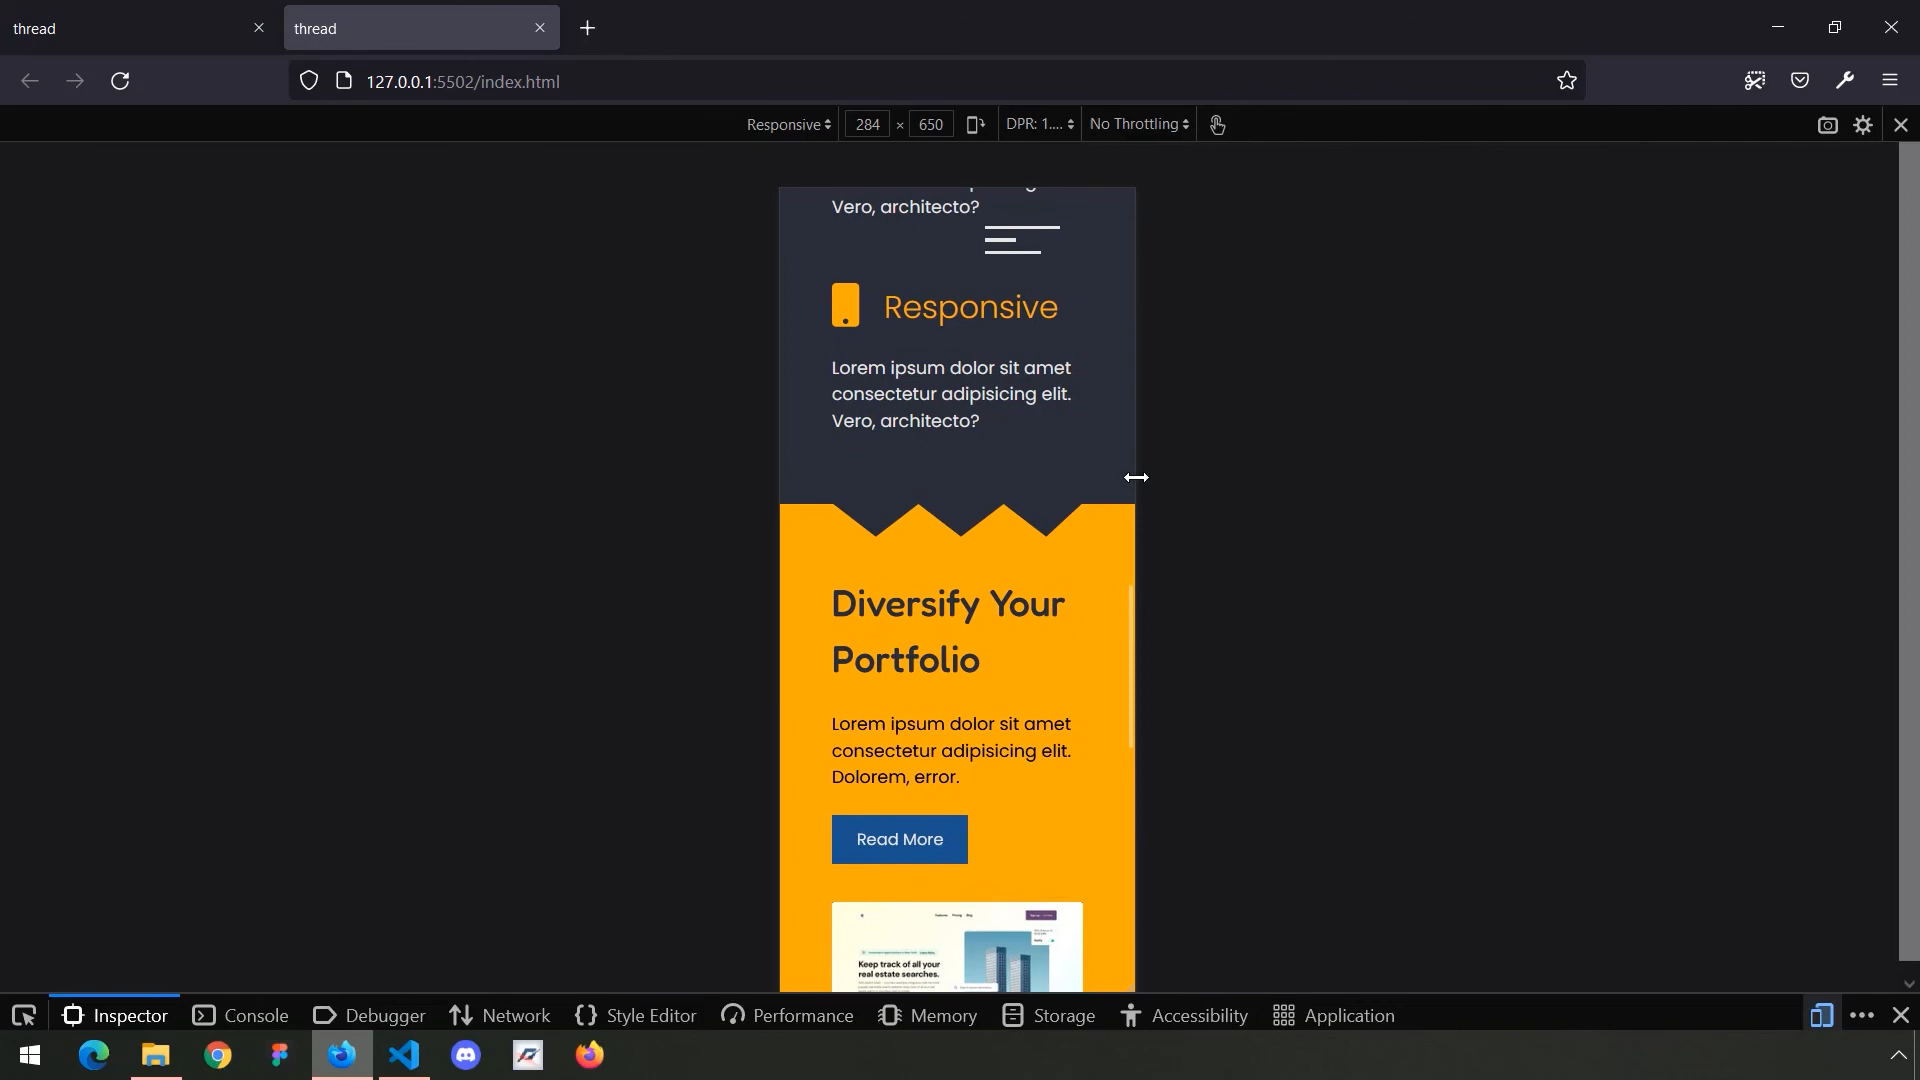 thread
thread
127.0.0.1:5502/index.html
Responsive
284 × 650
DPR: 1....
No Throttling
Vero, architecto?
Responsive
Lorem ipsum dolor sit amet
consectetur adipisicing elit.
Vero, architecto?
Diversify Your
Portfolio
Lorem ipsum dolor sit amet
consectetur adipisicing elit.
Dolorem, error.
Read More
Features Pricing Blog
Keep track of all your
real estate searches.
Inspector
Console
Debugger
Network
Style Editor
Performance
Memory
Storage
Accessibility
Application